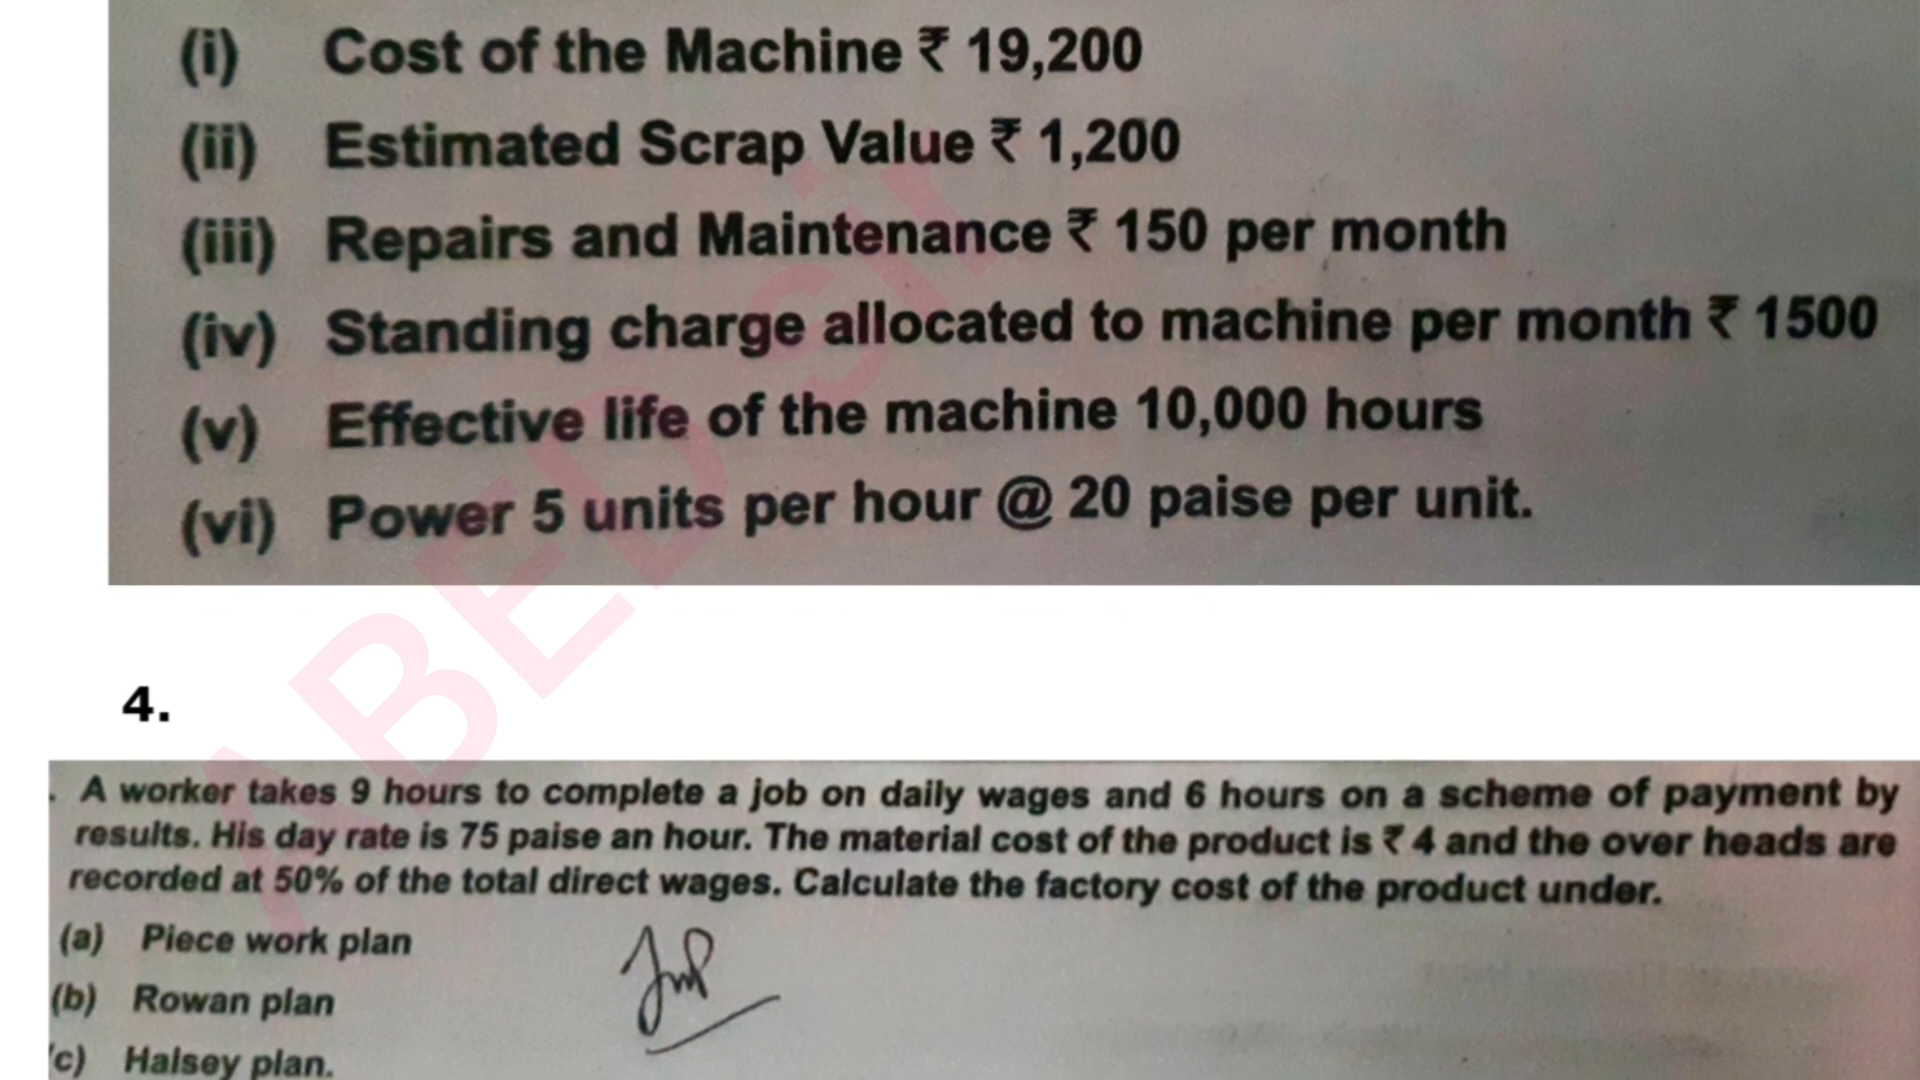 (i) Cost of the Machine ₹ 19,200
(ii) Estimated Scrap Value ₹ 1,200
(iii) Repairs and Maintenance ₹ 150 per month
(iv) Standing charge allocated to machine per month ₹ 1500
(v) Effective life of the machine 10,000 hours
(vi) Power 5 units per hour @ 20 paise per unit.
ABED Sir
4.
A worker takes 9 hours to complete a job on daily wages and 6 hours on a scheme of payment by
results. His day rate is 75 paise an hour. The material cost of the product is ₹ 4 and the over heads are
recorded at 50% of the total direct wages. Calculate the factory cost of the product under.
(a) Piece work plan
Imp
(b) Rowan plan
c) Halsey plan.